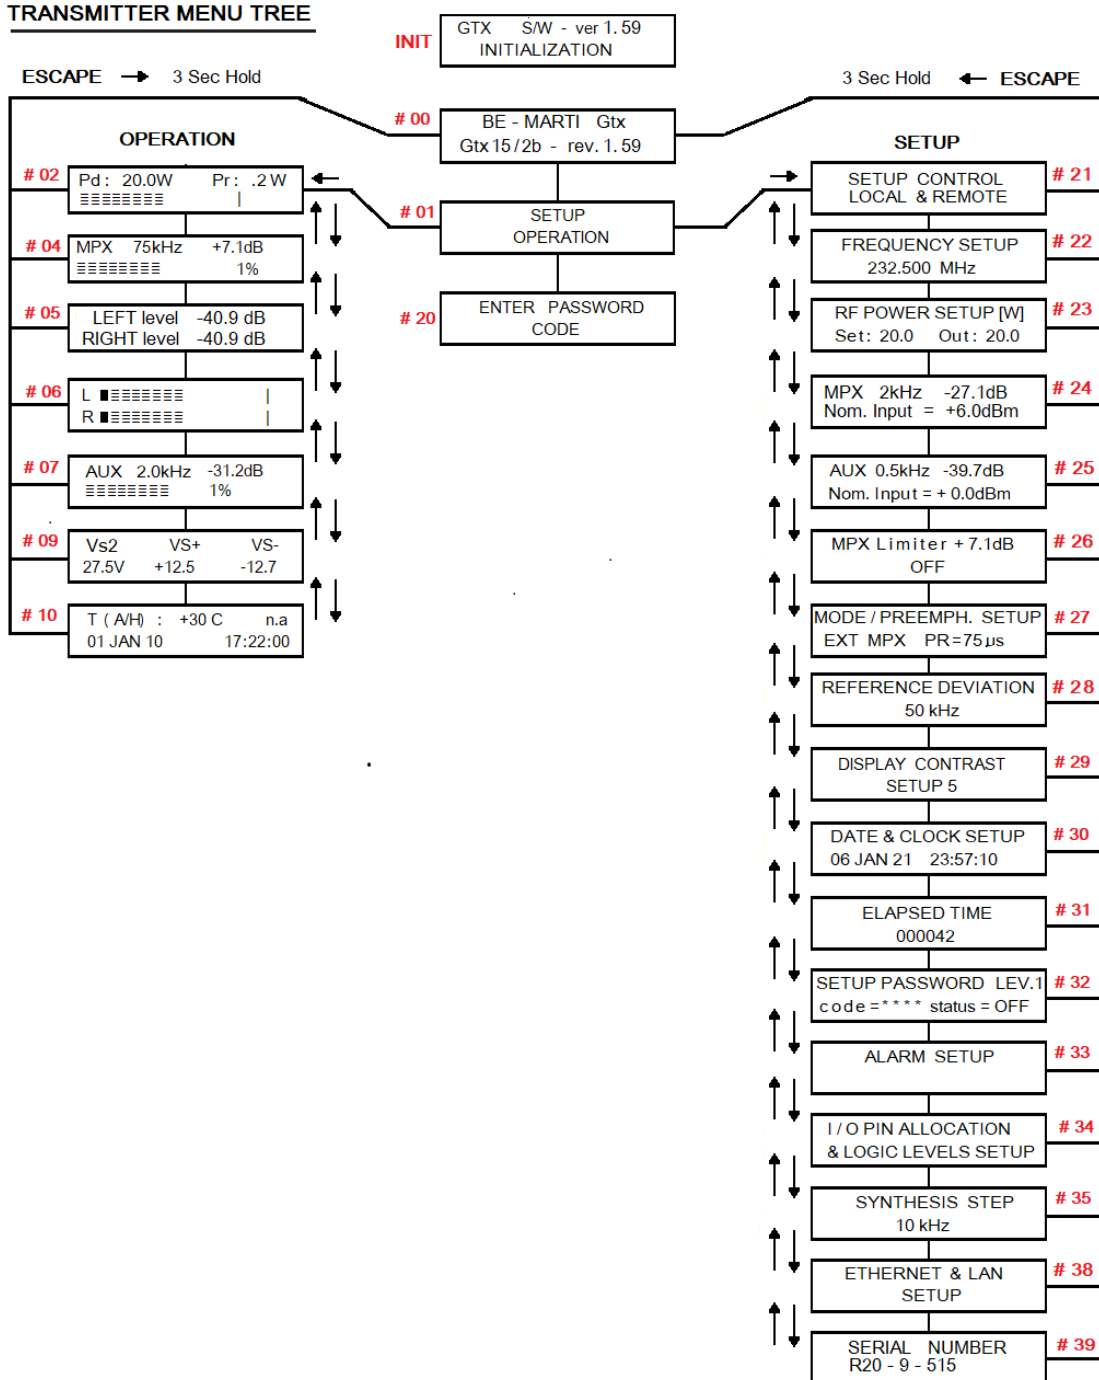 TRANSMITTER MENU TREE
INIT
GTX S/W - ver 1.59
INITIALIZATION
ESCAPE → 3 Sec Hold
3 Sec Hold ← ESCAPE
# 00
BE - MARTI Gtx
Gtx 15/2b - rev. 1.59
# 01
SETUP
OPERATION
# 20
ENTER PASSWORD
CODE
OPERATION
# 02
Pd : 20.0W Pr : .2 W
# 04
MPX 75kHz +7.1dB
1%
# 05
LEFT level -40.9 dB
RIGHT level -40.9 dB
# 06
L
R
# 07
AUX 2.0kHz -31.2dB
1%
# 09
Vs2 VS+ VS-
27.5V +12.5 -12.7
# 10
T ( A/H) : +30 C n.a
01 JAN 10 17:22:00
SETUP
# 21
SETUP CONTROL
LOCAL & REMOTE
# 22
FREQUENCY SETUP
232.500 MHz
# 23
RF POWER SETUP [W]
Set: 20.0 Out: 20.0
# 24
MPX 2kHz -27.1dB
Nom. Input = +6.0dBm
# 25
AUX 0.5kHz -39.7dB
Nom. Input = + 0.0dBm
# 26
MPX Limiter + 7.1dB
OFF
# 27
MODE / PREEMPH. SETUP
EXT MPX PR=75µs
# 28
REFERENCE DEVIATION
50 kHz
# 29
DISPLAY CONTRAST
SETUP 5
# 30
DATE & CLOCK SETUP
06 JAN 21 23:57:10
# 31
ELAPSED TIME
000042
# 32
SETUP PASSWORD LEV.1
code =**** status = OFF
# 33
ALARM SETUP
# 34
I / O PIN ALLOCATION
& LOGIC LEVELS SETUP
# 35
SYNTHESIS STEP
10 kHz
# 38
ETHERNET & LAN
SETUP
# 39
SERIAL NUMBER
R20 - 9 - 515